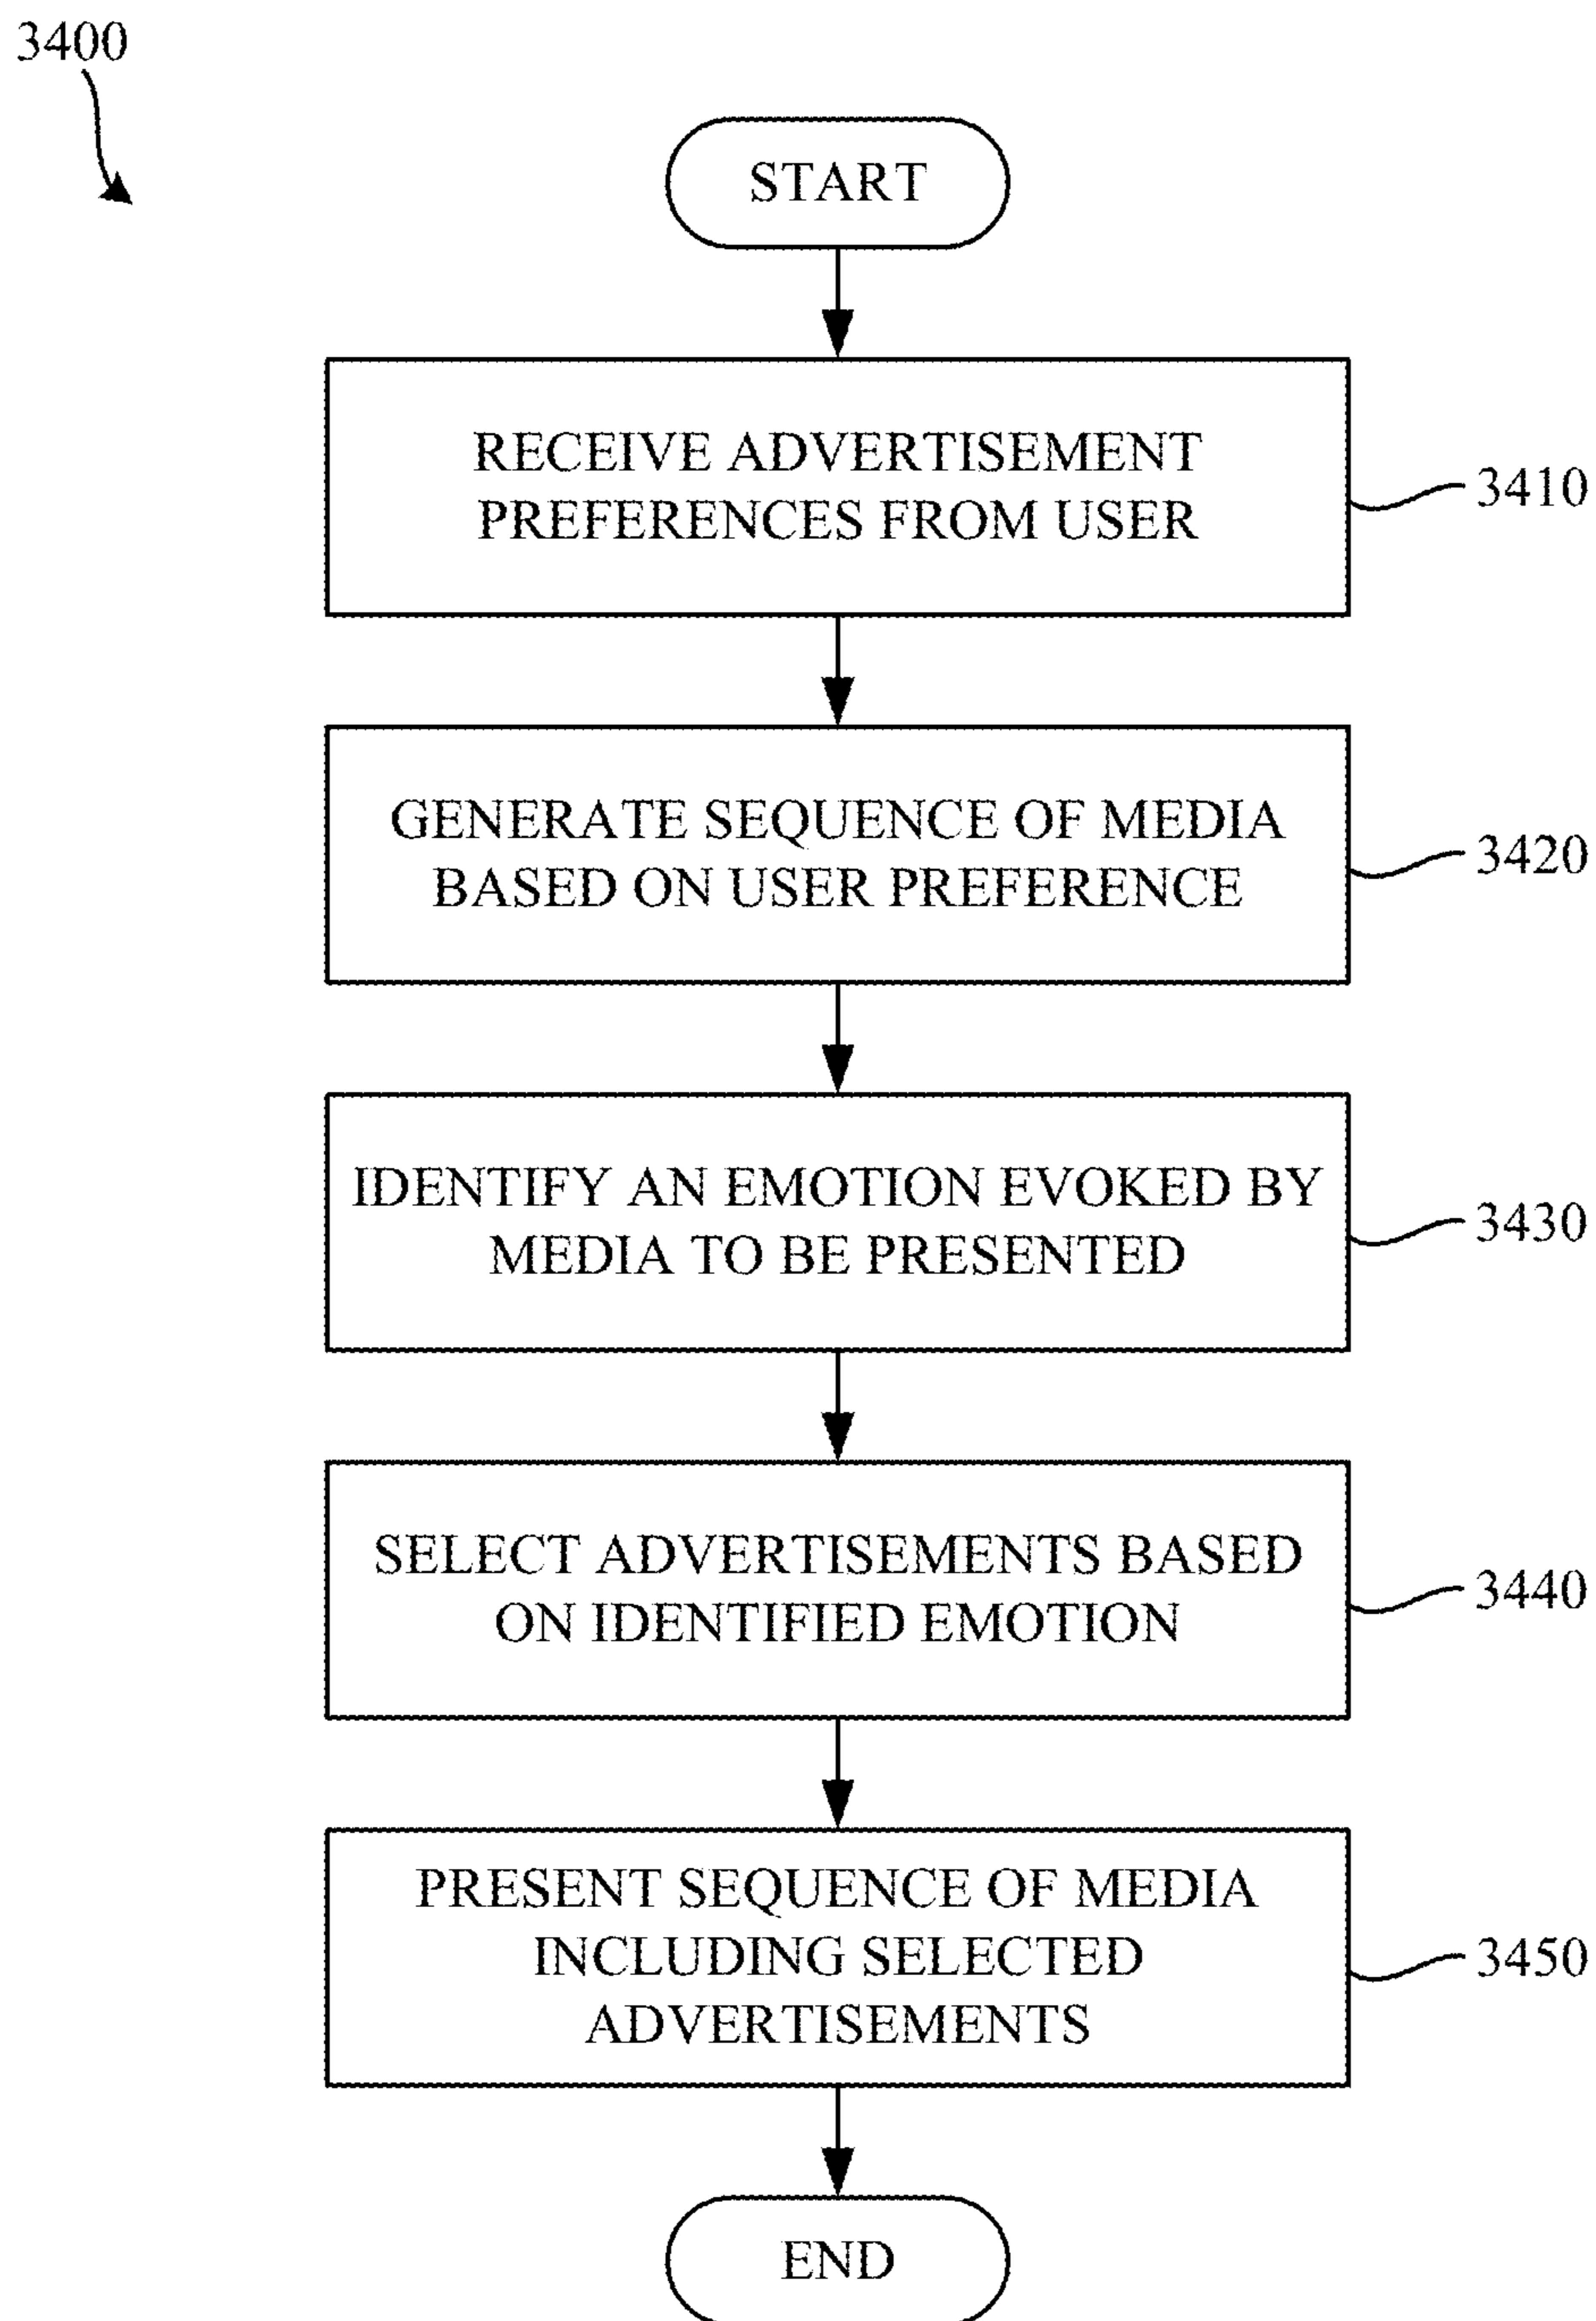 3400
START
RECEIVE ADVERTISEMENT
PREFERENCES FROM USER
3410
GENERATE SEQUENCE OF MEDIA
BASED ON USER PREFERENCE
3420
IDENTIFY AN EMOTION EVOKED BY
MEDIA TO BE PRESENTED
3430
SELECT ADVERTISEMENTS BASED
ON IDENTIFIED EMOTION
3440
PRESENT SEQUENCE OF MEDIA
INCLUDING SELECTED
ADVERTISEMENTS
3450
END